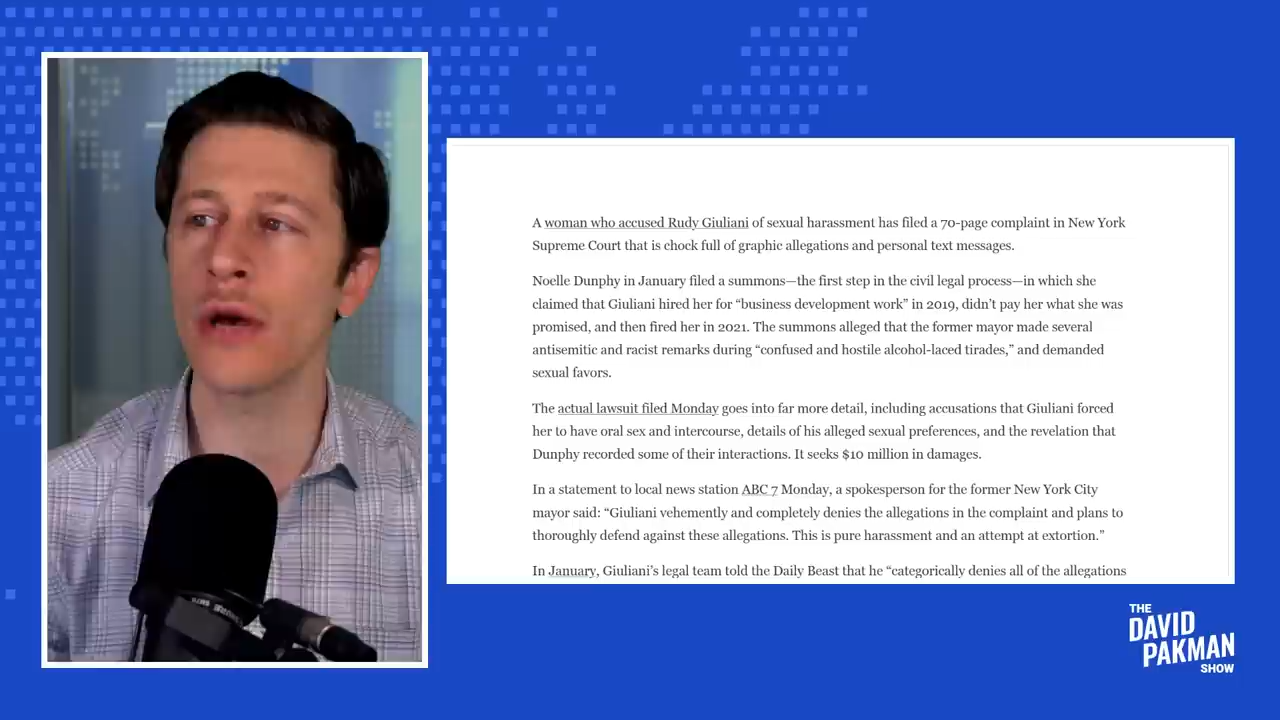 A woman who accused Rudy Giuliani of sexual harassment has filed a 70-page complaint in New York
Supreme Court that is chock full of graphic allegations and personal text messages.
Noelle Dunphy in January filed a summons—the first step in the civil legal process—in which she
claimed that Giuliani hired her for “business development work” in 2019, didn’t pay her what she was
promised, and then fired her in 2021. The summons alleged that the former mayor made several
antisemitic and racist remarks during “confused and hostile alcohol-laced tirades,” and demanded
sexual favors.
The actual lawsuit filed Monday goes into far more detail, including accusations that Giuliani forced
her to have oral sex and intercourse, details of his alleged sexual preferences, and the revelation that
Dunphy recorded some of their interactions. It seeks $10 million in damages.
In a statement to local news station ABC 7 Monday, a spokesperson for the former New York City
mayor said: “Giuliani vehemently and completely denies the allegations in the complaint and plans to
thoroughly defend against these allegations. This is pure harassment and an attempt at extortion.”
In January, Giuliani’s legal team told the Daily Beast that he “categorically denies all of the allegations
THE
DAVID
PAKMAN
SHOW